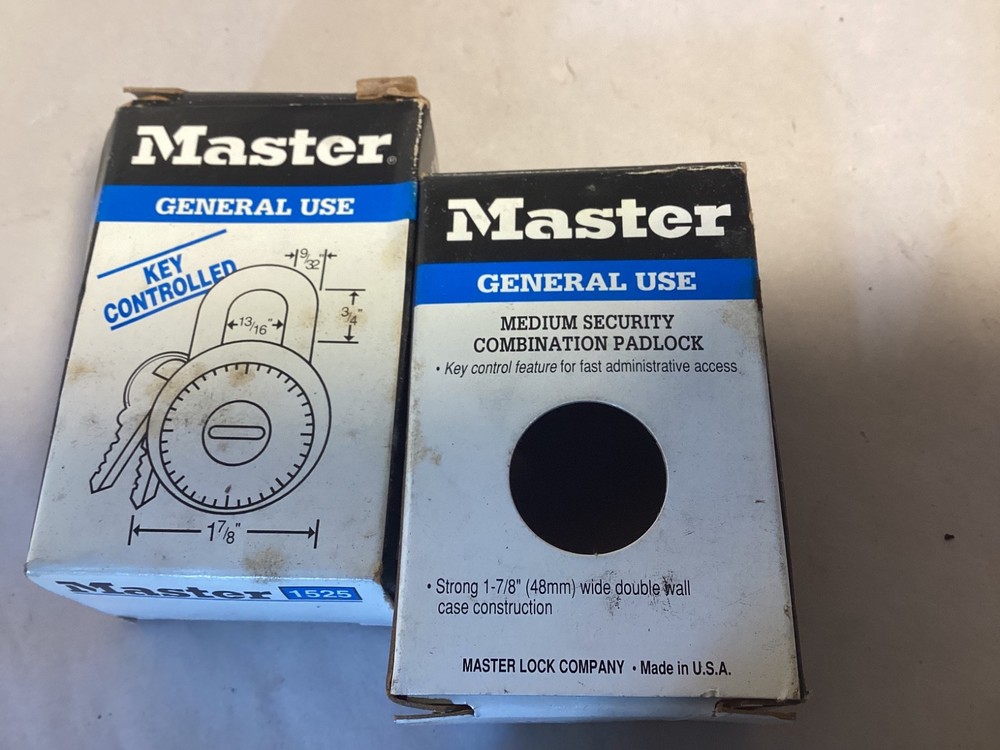 Master®
GENERAL USE
KEY
CONTROLLED
9/32"
13/16"
3/4"
1 7/8"
Master 1525
Master
GENERAL USE
MEDIUM SECURITY
COMBINATION PADLOCK
• Key control feature for fast administrative access
• Strong 1-7/8" (48mm) wide double wall
case construction
MASTER LOCK COMPANY • Made in U.S.A.